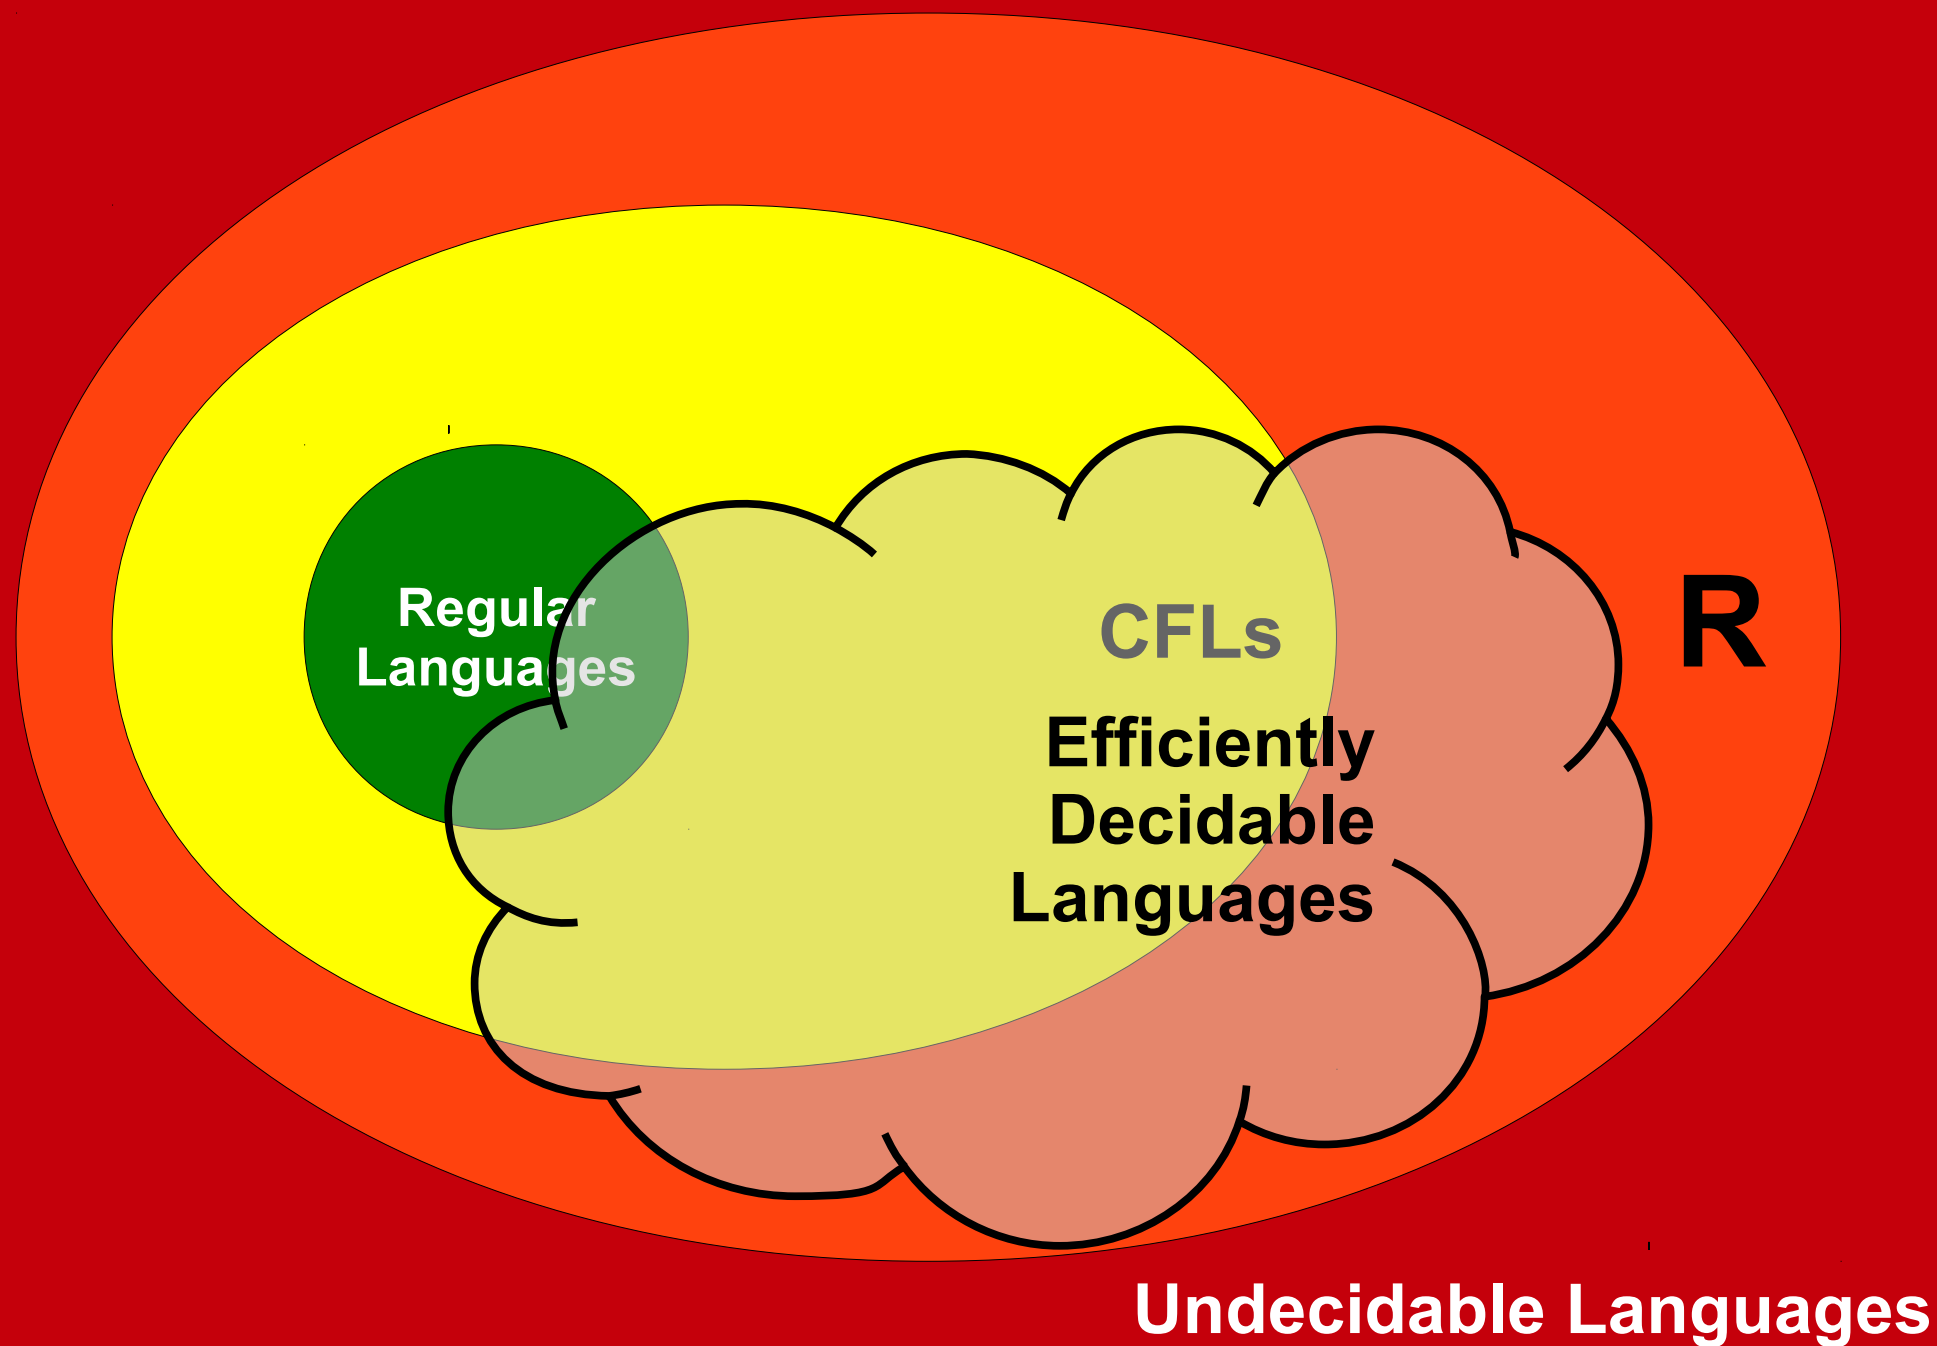 Regular
Languages
CFLs
R
Efficiently
Decidable
Languages
Undecidable Languages